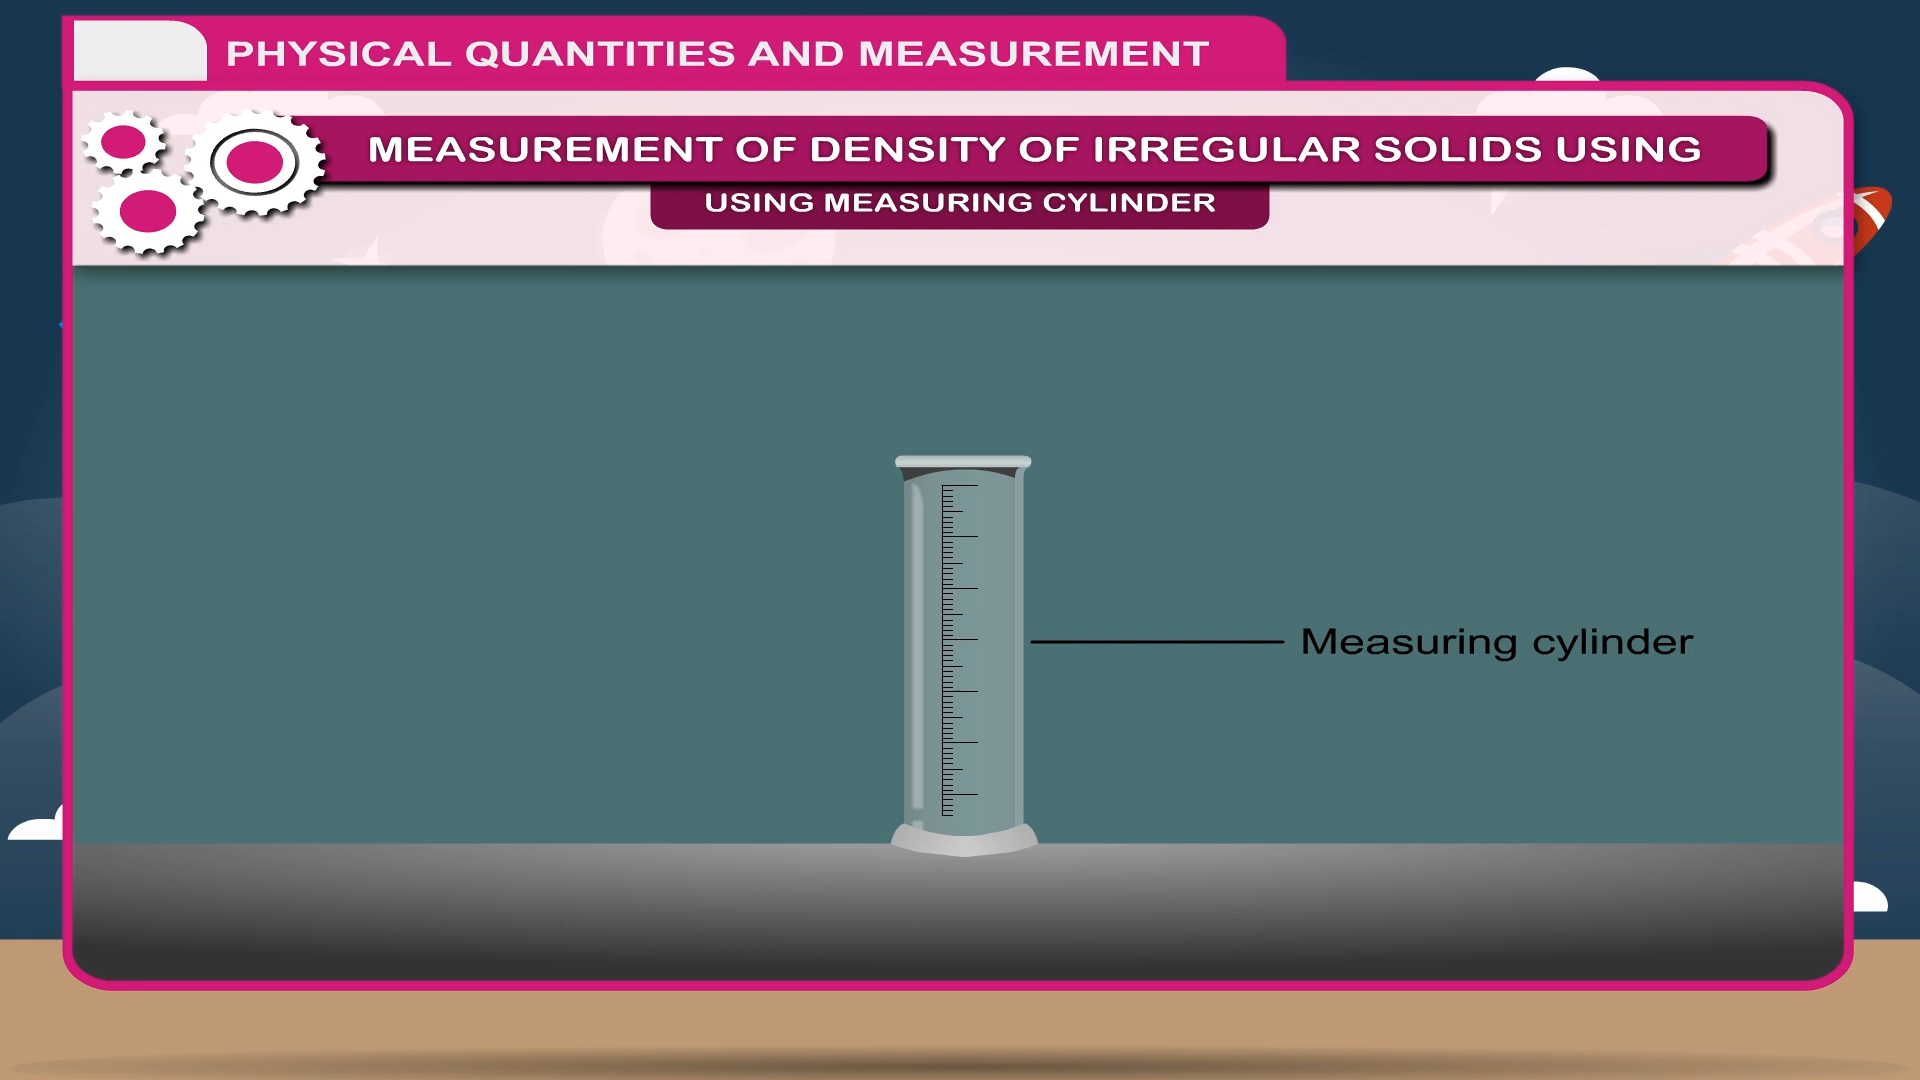 PHYSICAL QUANTITIES AND MEASUREMENT
MEASUREMENT OF DENSITY OF IRREGULAR SOLIDS USING
USING MEASURING CYLINDER
Measuring cylinder